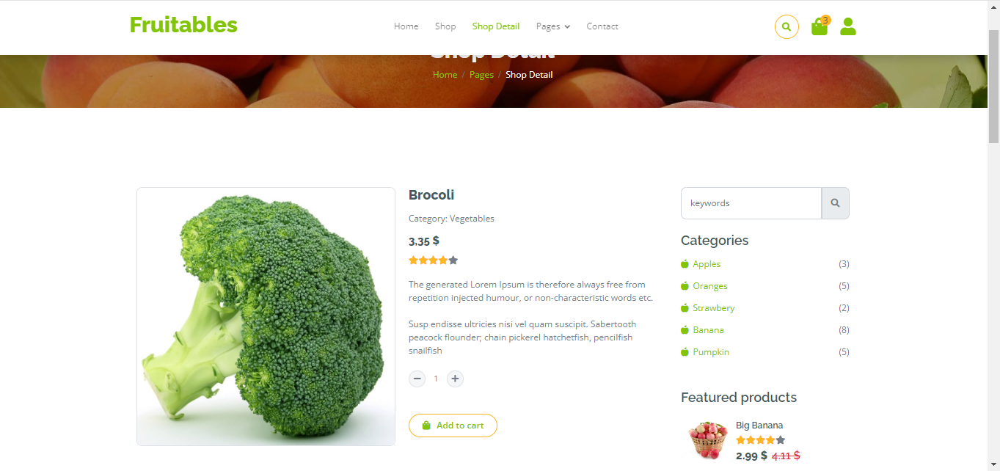 Fruitables
Home Shop Shop Detail Pages Contact
3
Shop Detail
Home / Pages / Shop Detail
Brocoli
Category: Vegetables
3,35 $
The generated Lorem Ipsum is therefore always free from
repetition injected humour, or non-characteristic words etc.
Susp endisse ultricies nisi vel quam suscipit. Sabertooth
peacock flounder; chain pickerel hatchetfish, pencilfish
snailfish
1
Add to cart
keywords
Categories
Apples (3)
Oranges (5)
Strawbery (2)
Banana (8)
Pumpkin (5)
Featured products
Big Banana
2.99 $ 4.11 $